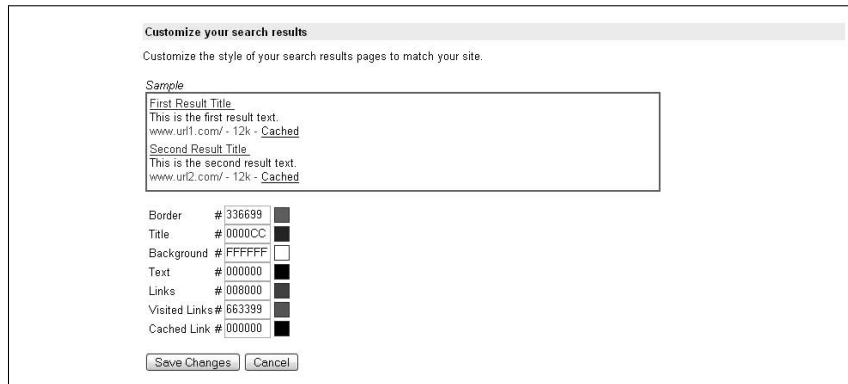 Customize your search results
Customize the style of your search results pages to match your site.
Sample
First Result Title
This is the first result text.
www.url1.com/ - 12k - Cached
Second Result Title
This is the second result text.
www.url2.com/ - 12k - Cached
Border # 336699
Title # 0000CC
Background # FFFFFF
Text # 000000
Links # 008000
Visited Links # 663399
Cached Link # 000000
Save Changes Cancel